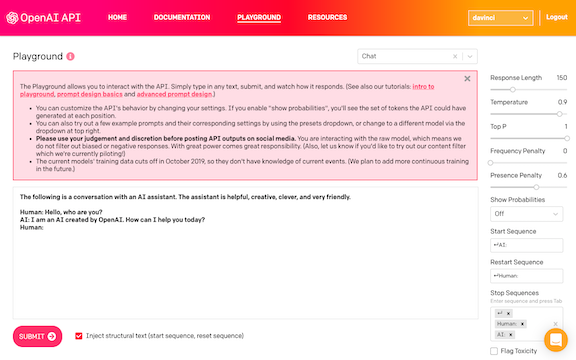 OpenAI API HOME DOCUMENTATION PLAYGROUND RESOURCES davinci Logout
Playground
Chat
The Playground allows you to interact with the API. Simply type in any text, submit, and watch how it responds. (See also our tutorials: intro to
playground, prompt design basics and advanced prompt design.)
• You can customize the API's behavior by changing your settings. If you enable "show probabilities", you'll see the set of tokens the API could have
generated at each position.
• You can also try out a few example prompts and their corresponding settings by using the presets dropdown, or change to a different model via the
dropdown at top right.
• Please use your judgement and discretion before posting API outputs on social media. You are interacting with the raw model, which means we
do not filter out biased or negative responses. With great power comes great responsibility. (Also, let us know if you'd like to try out our content filter
which we're currently piloting!)
• The current models' training data cuts off in October 2019, so they don't have knowledge of current events. (We plan to add more continuous training
in the future.)
The following is a conversation with an AI assistant. The assistant is helpful, creative, clever, and very friendly.
Human: Hello, who are you?
AI: I am an AI created by OpenAI. How can I help you today?
Human:
SUBMIT
Inject structural text (start sequence, reset sequence)
Response Length 150
Temperature 0.9
Top P 1
Frequency Penalty 0
Presence Penalty 0.6
Show Probabilities
Off
Start Sequence
↵AI:
Restart Sequence
↵Human:
Stop Sequences
Enter sequence and press Tab
↵ ×
Human: ×
AI: ×
Flag Toxicity